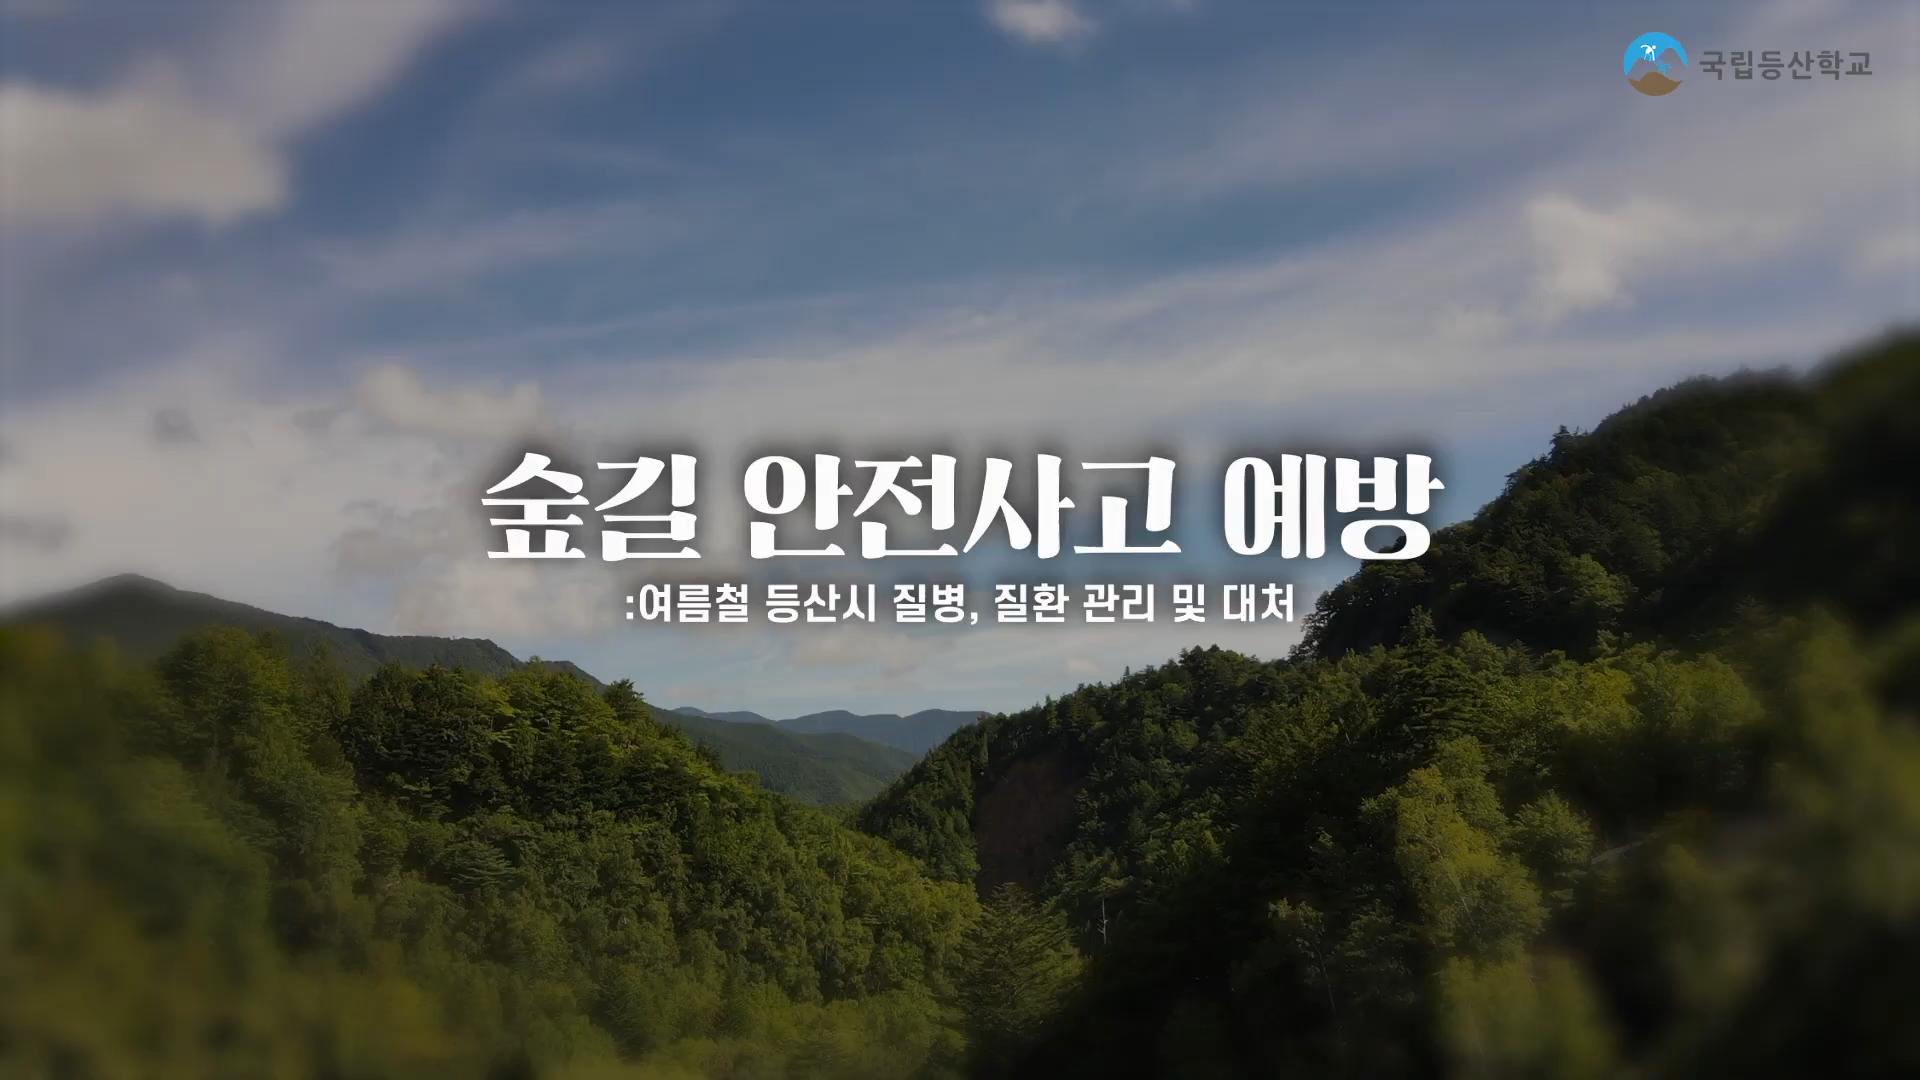 국립등산학교
숲길 안전사고 예방
:여름철 등산시 질병, 질환 관리 및 대처